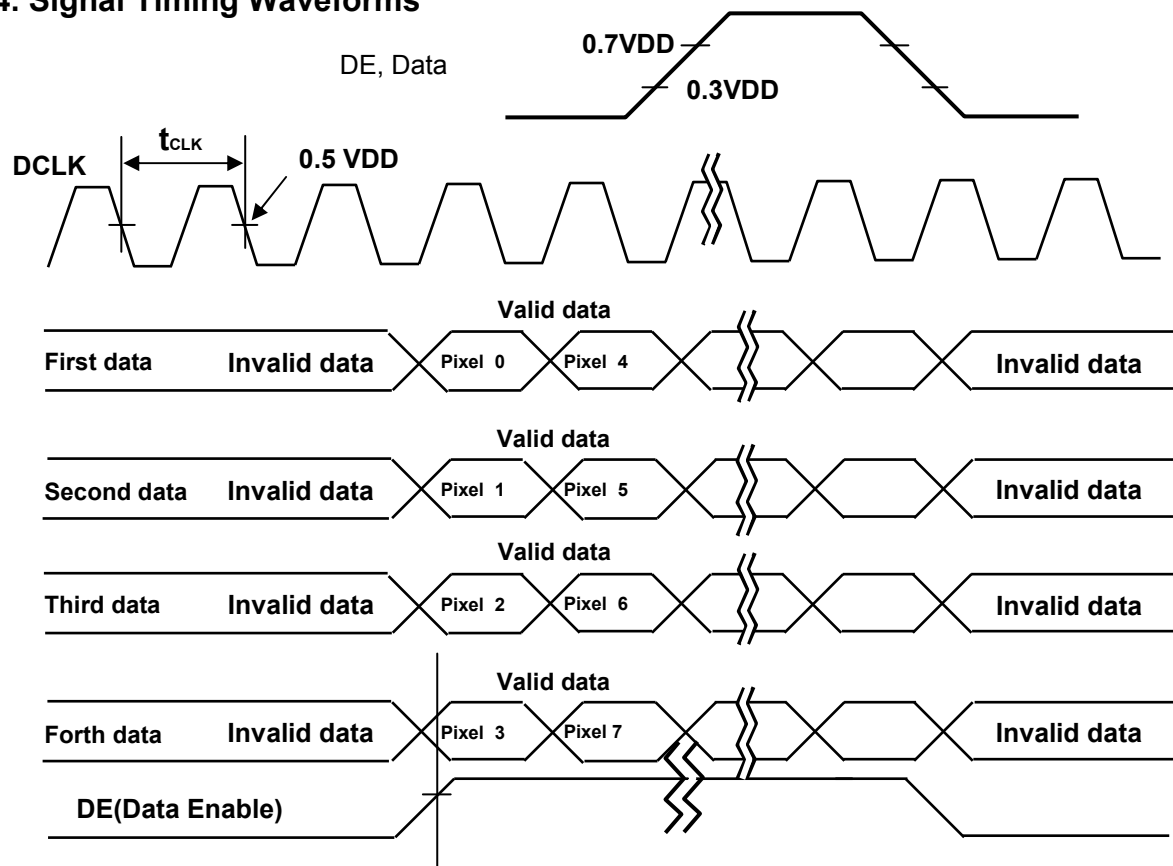 4. Signal Timing Waveforms
DE, Data
0.7VDD
0.3VDD
DCLK
tCLK
0.5 VDD
Valid data
First data Invalid data Pixel 0 Pixel 4 Invalid data
Valid data
Second data Invalid data Pixel 1 Pixel 5 Invalid data
Valid data
Third data Invalid data Pixel 2 Pixel 6 Invalid data
Valid data
Forth data Invalid data Pixel 3 Pixel 7 Invalid data
DE(Data Enable)